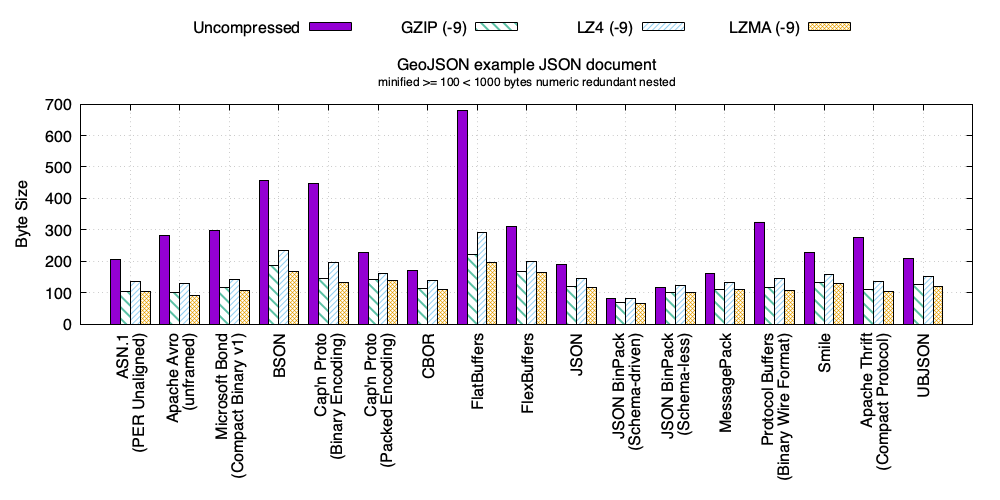 Uncompressed GZIP (-9) LZ4 (-9) LZMA (-9)
GeoJSON example JSON document
minified >= 100 < 1000 bytes numeric redundant nested
Byte Size
700
600
500
400
300
200
100
0
ASN.1
(PER Unaligned)
Apache Avro
(unframed)
Microsoft Bond
(Compact Binary v1)
BSON
Cap'n Proto
(Binary Encoding)
Cap'n Proto
(Packed Encoding)
CBOR
FlatBuffers
FlexBuffers
JSON
JSON BinPack
(Schema-driven)
JSON BinPack
(Schema-less)
MessagePack
Protocol Buffers
(Binary Wire Format)
Smile
Apache Thrift
(Compact Protocol)
UBJSON